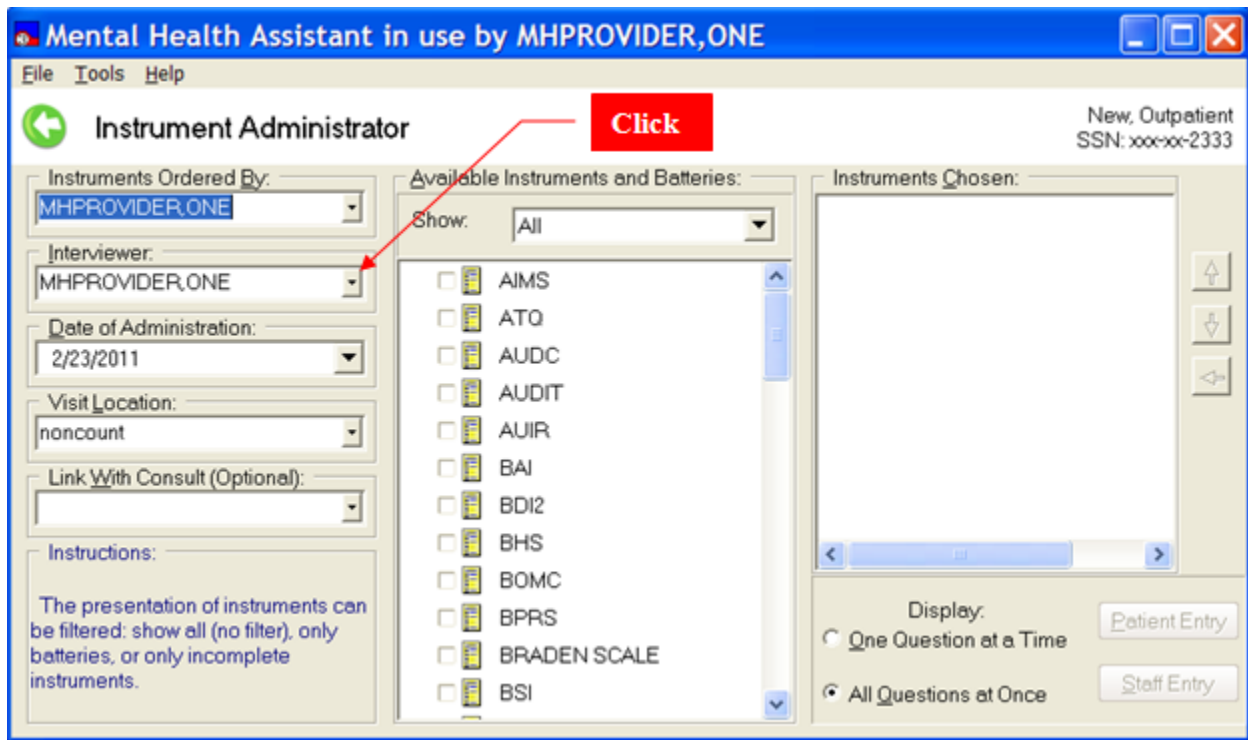 Mental Health Assistant in use by MHPROVIDER,ONE
File Tools Help
Instrument Administrator
Click
New, Outpatient
SSN: xxx-xx-2333
Instruments Ordered By:
MHPROVIDER,ONE
Interviewer:
MHPROVIDER,ONE
Date of Administration:
2/23/2011
Visit Location:
noncount
Link With Consult (Optional):
Instructions:
The presentation of instruments can
be filtered: show all (no filter), only
batteries, or only incomplete
instruments.
Available Instruments and Batteries:
Show: All
AIMS
ATQ
AUDC
AUDIT
AUIR
BAI
BDI2
BHS
BOMC
BPRS
BRADEN SCALE
BSI
Instruments Chosen:
Display:
One Question at a Time
All Questions at Once
Patient Entry
Staff Entry